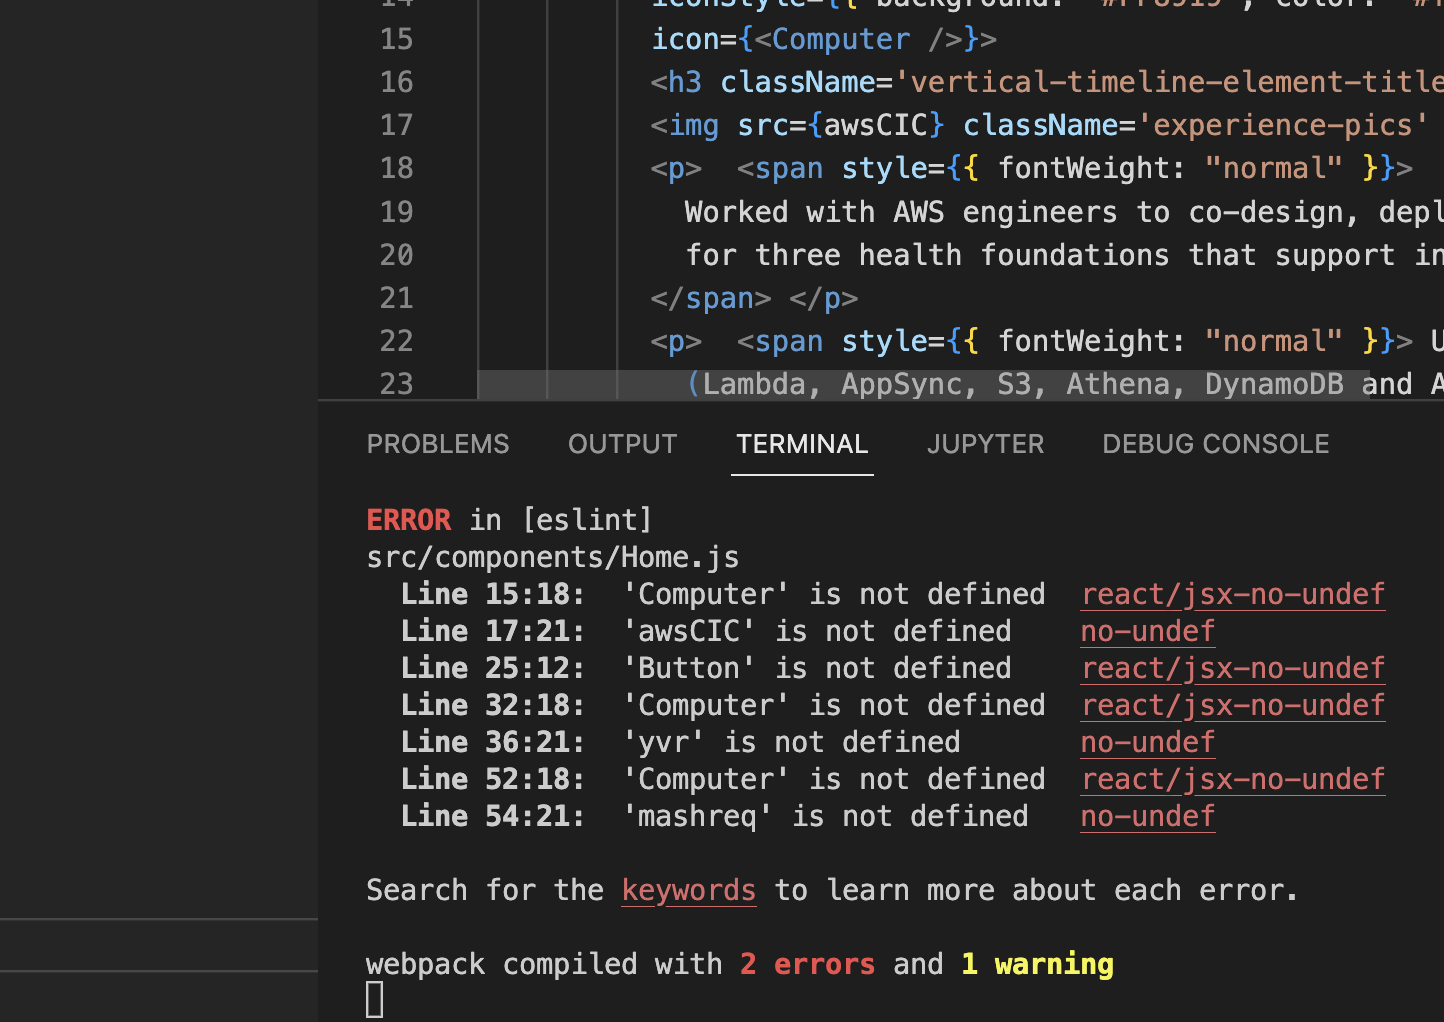 15 icon={<Computer />}>
16 <h3 className='vertical-timeline-element-title
17 <img src={awsCIC} className='experience-pics'
18 <p>  <span style={{ fontWeight: "normal" }}>
19 Worked with AWS engineers to co-design, depl
20 for three health foundations that support in
21 </span> </p>
22 <p>  <span style={{ fontWeight: "normal" }}> U
23 (Lambda, AppSync, S3, Athena, DynamoDB and A
PROBLEMS OUTPUT TERMINAL JUPYTER DEBUG CONSOLE
ERROR in [eslint]
src/components/Home.js
Line 15:18: 'Computer' is not defined react/jsx-no-undef
Line 17:21: 'awsCIC' is not defined no-undef
Line 25:12: 'Button' is not defined react/jsx-no-undef
Line 32:18: 'Computer' is not defined react/jsx-no-undef
Line 36:21: 'yvr' is not defined no-undef
Line 52:18: 'Computer' is not defined react/jsx-no-undef
Line 54:21: 'mashreq' is not defined no-undef
Search for the keywords to learn more about each error.
webpack compiled with 2 errors and 1 warning